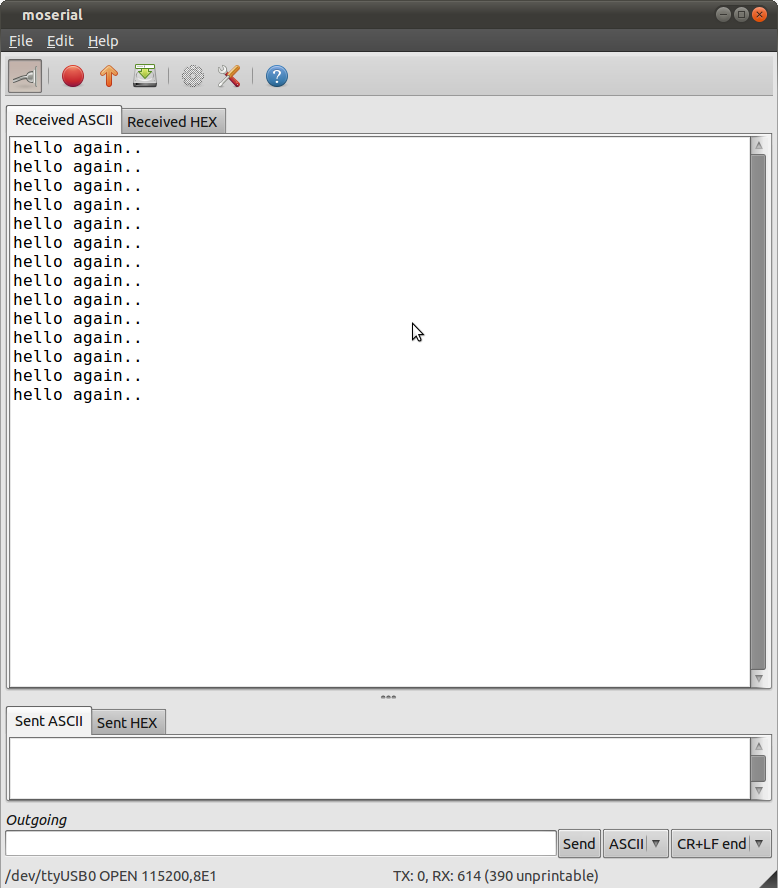 moserial
File Edit Help
Received ASCII Received HEX
hello again..
hello again..
hello again..
hello again..
hello again..
hello again..
hello again..
hello again..
hello again..
hello again..
hello again..
hello again..
hello again..
hello again..
Sent ASCII Sent HEX
Outgoing
Send ASCII CR+LF end
/dev/ttyUSB0 OPEN 115200,8E1 TX: 0, RX: 614 (390 unprintable)